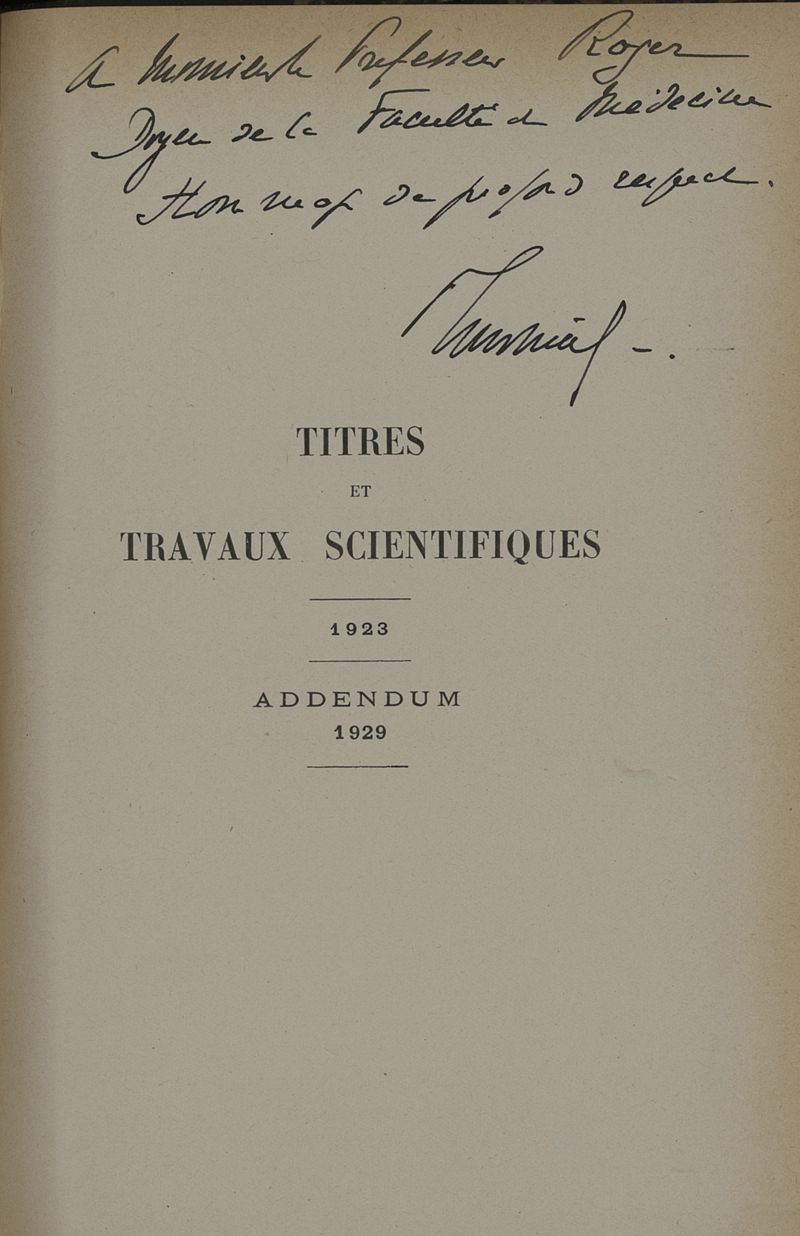 A Monsieur le Professeur Roger
Doyen de la Faculté de Médecine
Hommage de profond respect.
TITRES
ET
TRAVAUX SCIENTIFIQUES
1923
ADDENDUM
1929